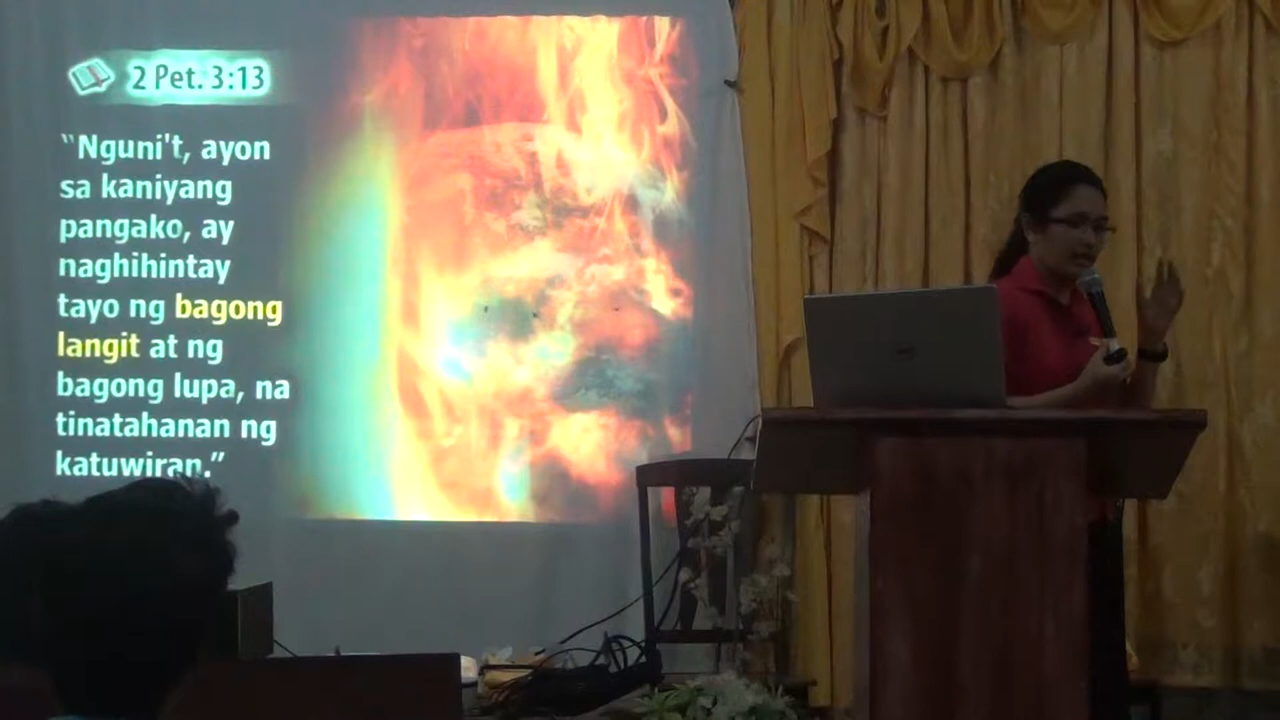 2 Pet. 3:13
“Nguni't, ayon
sa kaniyang
pangako, ay
naghihintay
tayo ng bagong
langit at ng
bagong lupa, na
tinatahanan ng
katuwiran.”